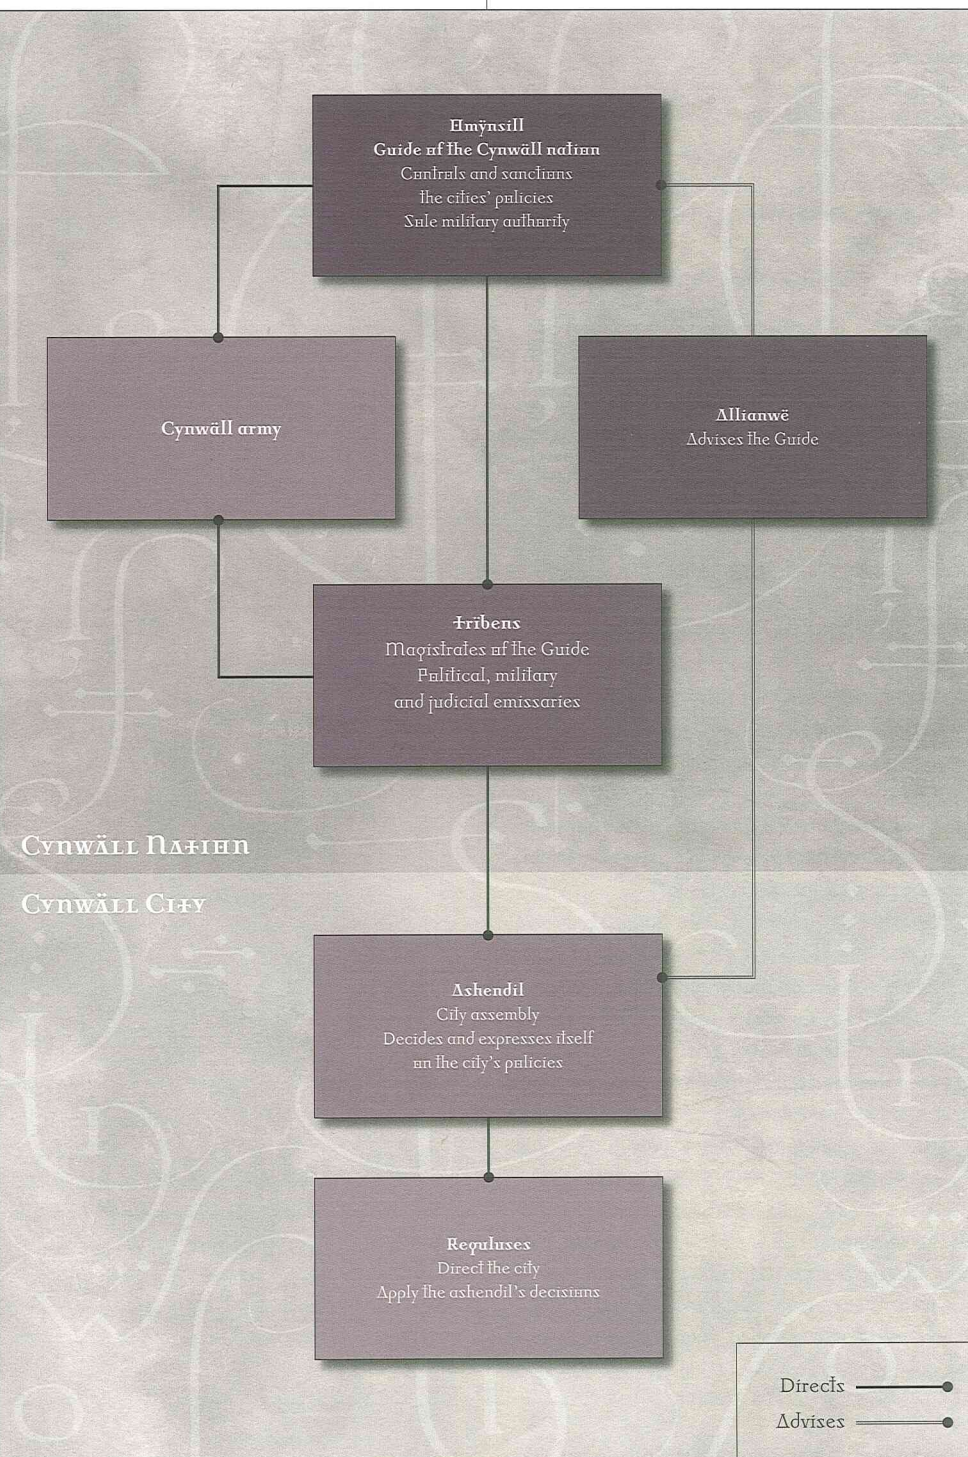 Elmÿnsill
Guide of the Cynwäll nation
Controls and sanctions
the cities' policies
Sole military authority
Cynwäll army
Allianwë
Advises the Guide
Trïbens
Magistrates of the Guide
Political, military
and judicial emissaries
Cynwäll Nation
Cynwäll City
Ashendil
City assembly
Decides and expresses itself
on the city's policies
Reguluses
Direct the city
Apply the ashendil's decisions
Directs
Advises